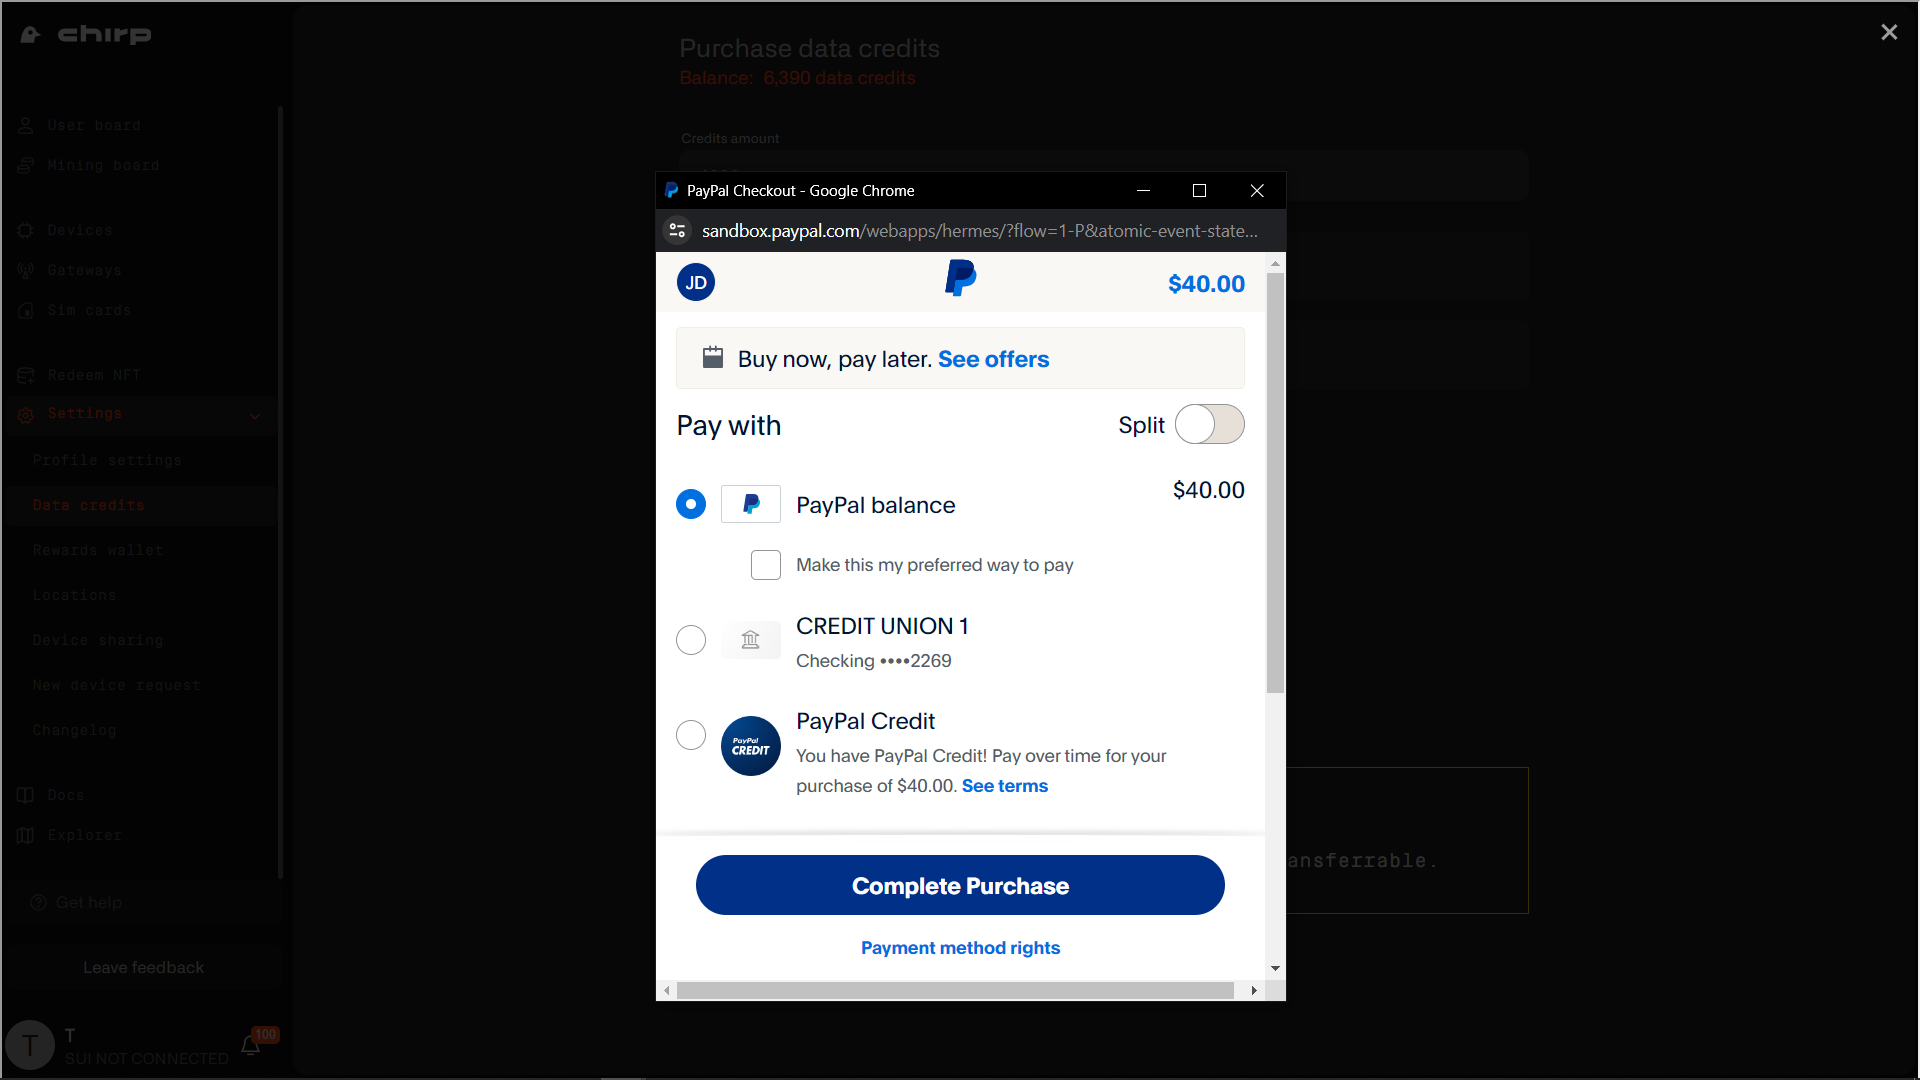 chirp
Purchase data credits
Balance: 6,390 data credits
User board
Mining board
Credits amount
PayPal Checkout - Google Chrome
sandbox.paypal.com/webapps/hermes/?flow=1-P&atomic-event-state...
Devices
Gateways
Sim cards
JD
$40.00
Buy now, pay later. See offers
Redeem NFT
Settings
Pay with
Split
Profile settings
Data credits
PayPal balance
$40.00
Rewards wallet
Make this my preferred way to pay
Locations
CREDIT UNION 1
Device sharing
Checking ••••2269
New device request
Changelog
PayPal Credit
PayPal
CREDIT
You have PayPal Credit! Pay over time for your
purchase of $40.00. See terms
Docs
Explorer
ansferrable.
Complete Purchase
Get help
Payment method rights
Leave feedback
T
T
SUI NOT CONNECTED
100